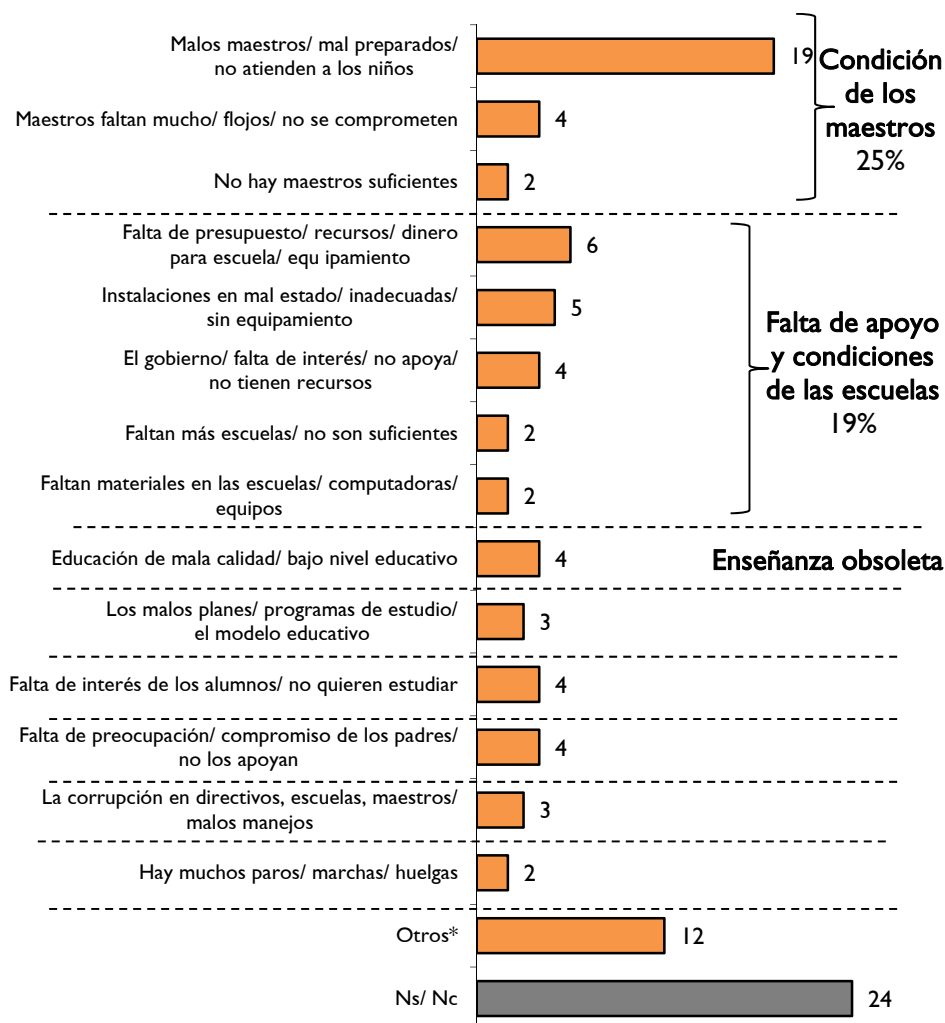 Malos maestros/ mal preparados/
no atienden a los niños
19
Condición
de los
maestros
25%
Maestros faltan mucho/ flojos/ no se comprometen
4
No hay maestros suficientes
2
Falta de presupuesto/ recursos/ dinero
para escuela/ equ ipamiento
6
Instalaciones en mal estado/ inadecuadas/
sin equipamiento
5
El gobierno/ falta de interés/ no apoya/
no tienen recursos
4
Falta de apoyo
y condiciones
de las escuelas
19%
Faltan más escuelas/ no son suficientes
2
Faltan materiales en las escuelas/ computadoras/
equipos
2
Educación de mala calidad/ bajo nivel educativo
4
Enseñanza obsoleta
Los malos planes/ programas de estudio/
el modelo educativo
3
Falta de interés de los alumnos/ no quieren estudiar
4
Falta de preocupación/ compromiso de los padres/
no los apoyan
4
La corrupción en directivos, escuelas, maestros/
malos manejos
3
Hay muchos paros/ marchas/ huelgas
2
Otros*
12
Ns/ Nc
24